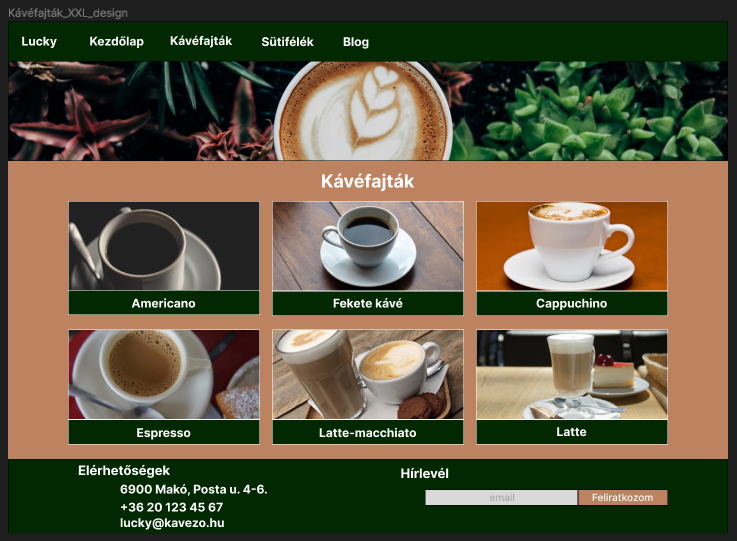 Kávéfajták_XXL_design
Lucky Kezdőlap Kávéfajták Sütifélék Blog
Kávéfajták
Americano
Fekete kávé
Cappuchino
Espresso
Latte-macchiato
Latte
Elérhetőségek
6900 Makó, Posta u. 4-6.
+36 20 123 45 67
lucky@kavezo.hu
Hírlevél
email
Feliratkozom